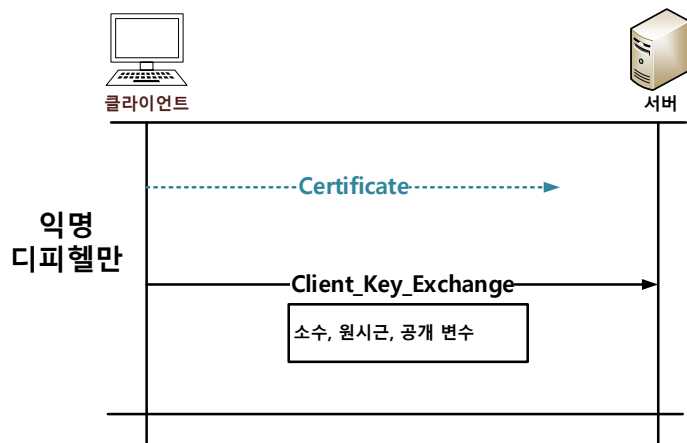 클라이언트
서버
Certificate
익명
디피헬만
Client_Key_Exchange
소수, 원시근, 공개 변수